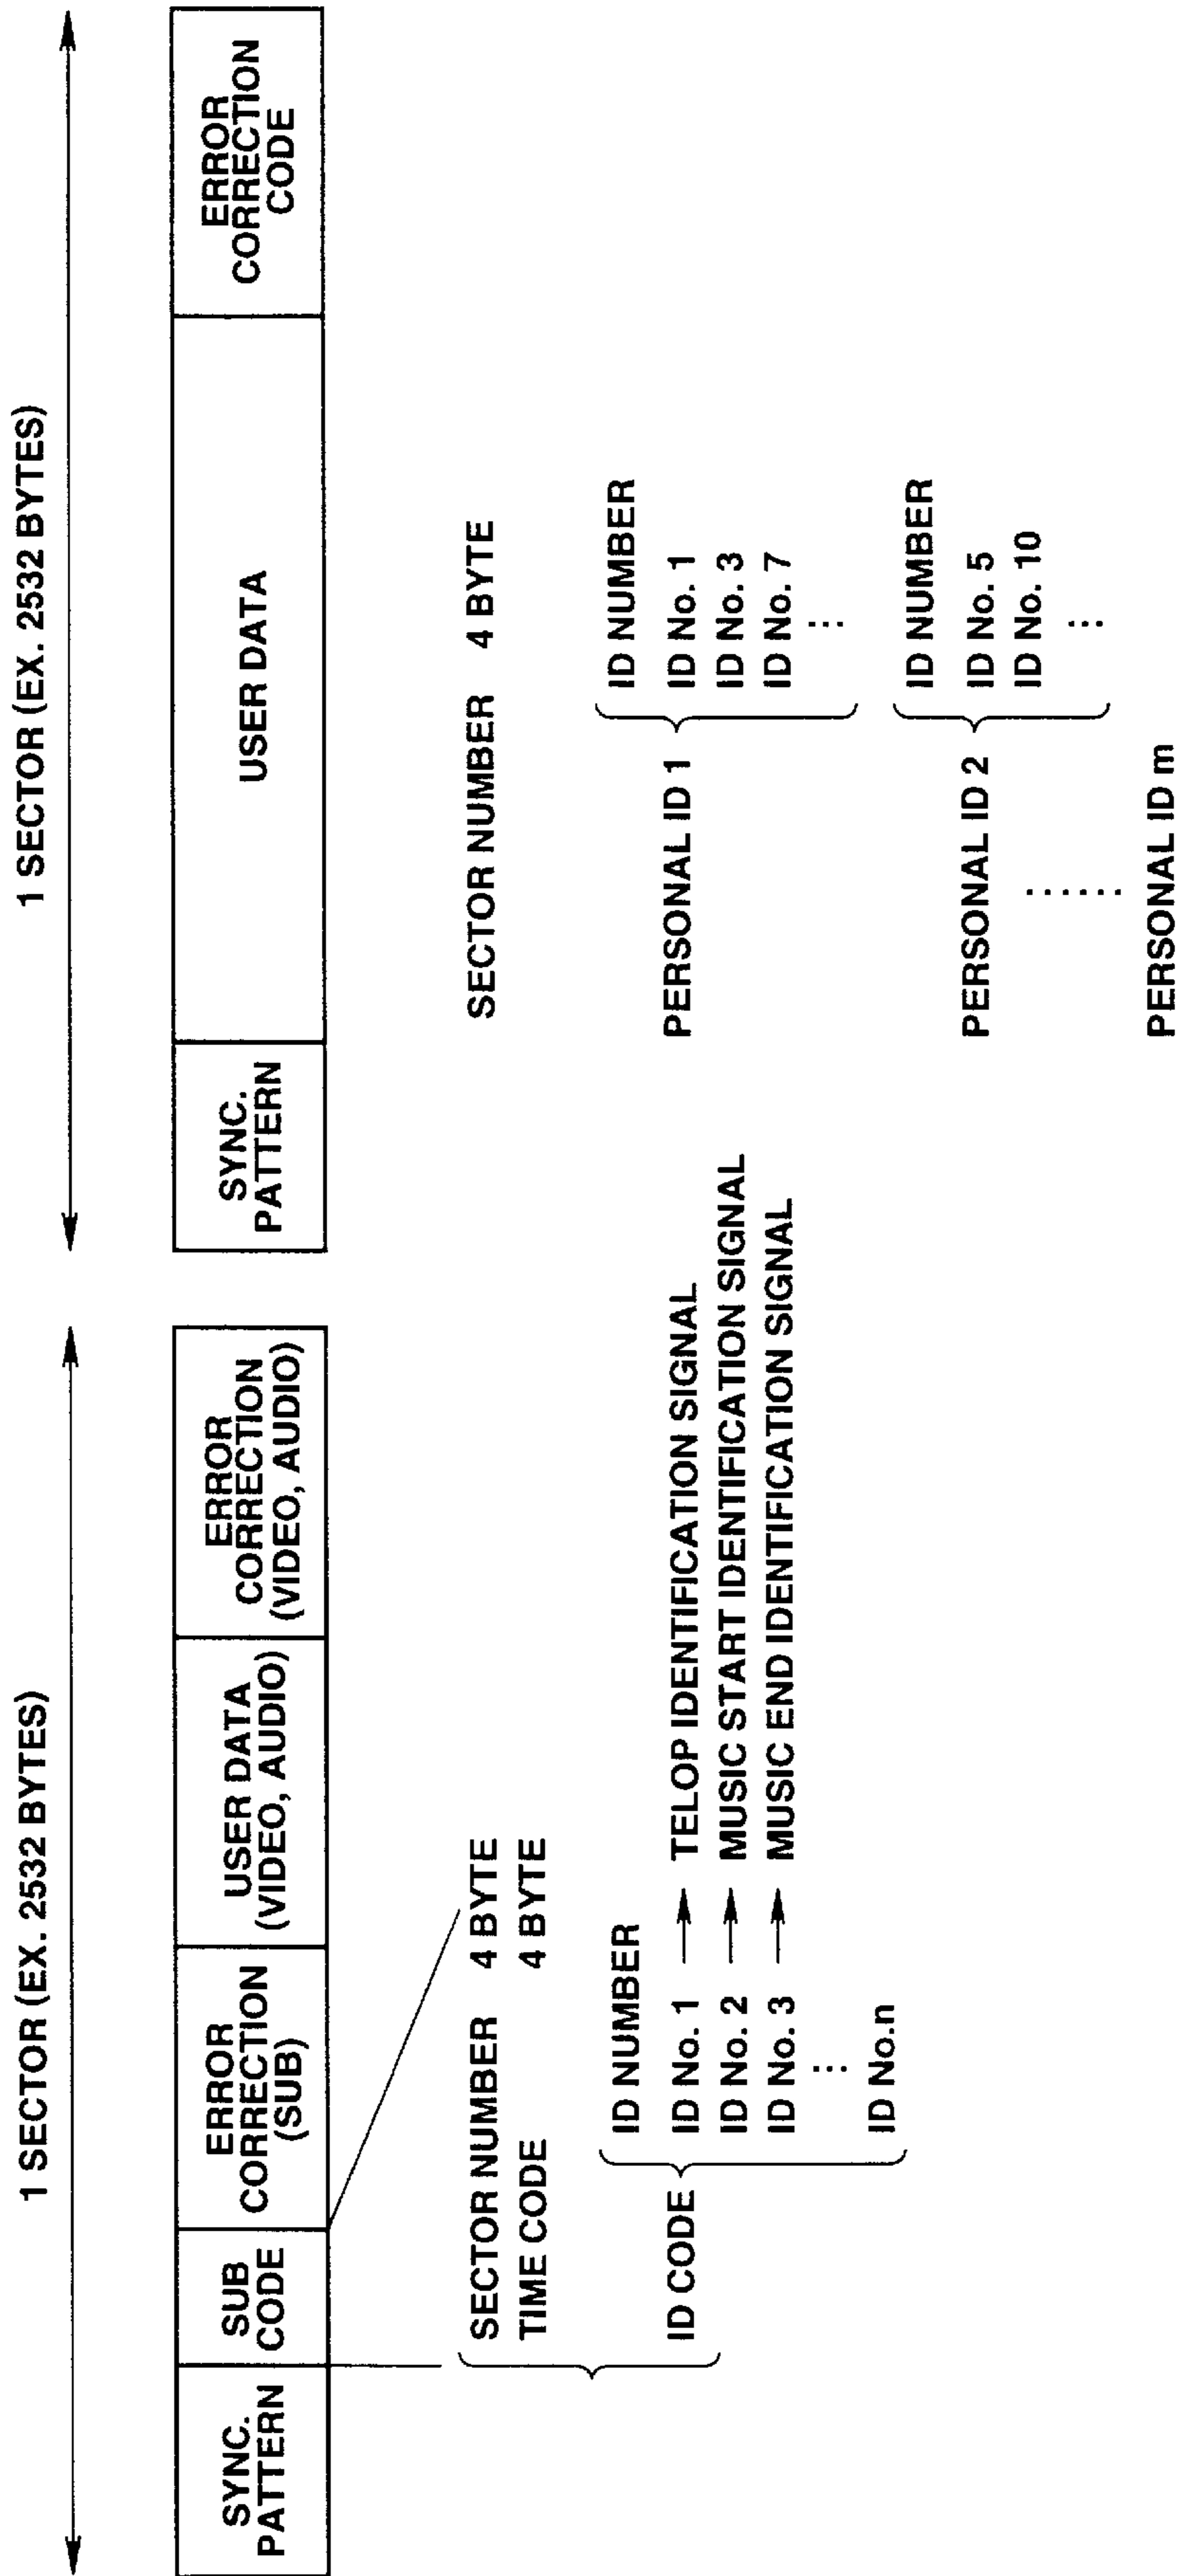 1 SECTOR (EX. 2532 BYTES)
SYNC.
PATTERN
SUB
CODE
ERROR
CORRECTION
(SUB)
USER DATA
(VIDEO, AUDIO)
ERROR
CORRECTION
(VIDEO, AUDIO)
SECTOR NUMBER 4 BYTE
TIME CODE 4 BYTE
ID CODE
ID NUMBER
ID No. 1 → TELOP IDENTIFICATION SIGNAL
ID No. 2 → MUSIC START IDENTIFICATION SIGNAL
ID No. 3 → MUSIC END IDENTIFICATION SIGNAL
...
ID No.n
1 SECTOR (EX. 2532 BYTES)
SYNC.
PATTERN
USER DATA
ERROR
CORRECTION
CODE
SECTOR NUMBER 4 BYTE
PERSONAL ID 1
ID NUMBER
ID No. 1
ID No. 3
ID No. 7
...
PERSONAL ID 2
ID NUMBER
ID No. 5
ID No. 10
...
......
PERSONAL ID m